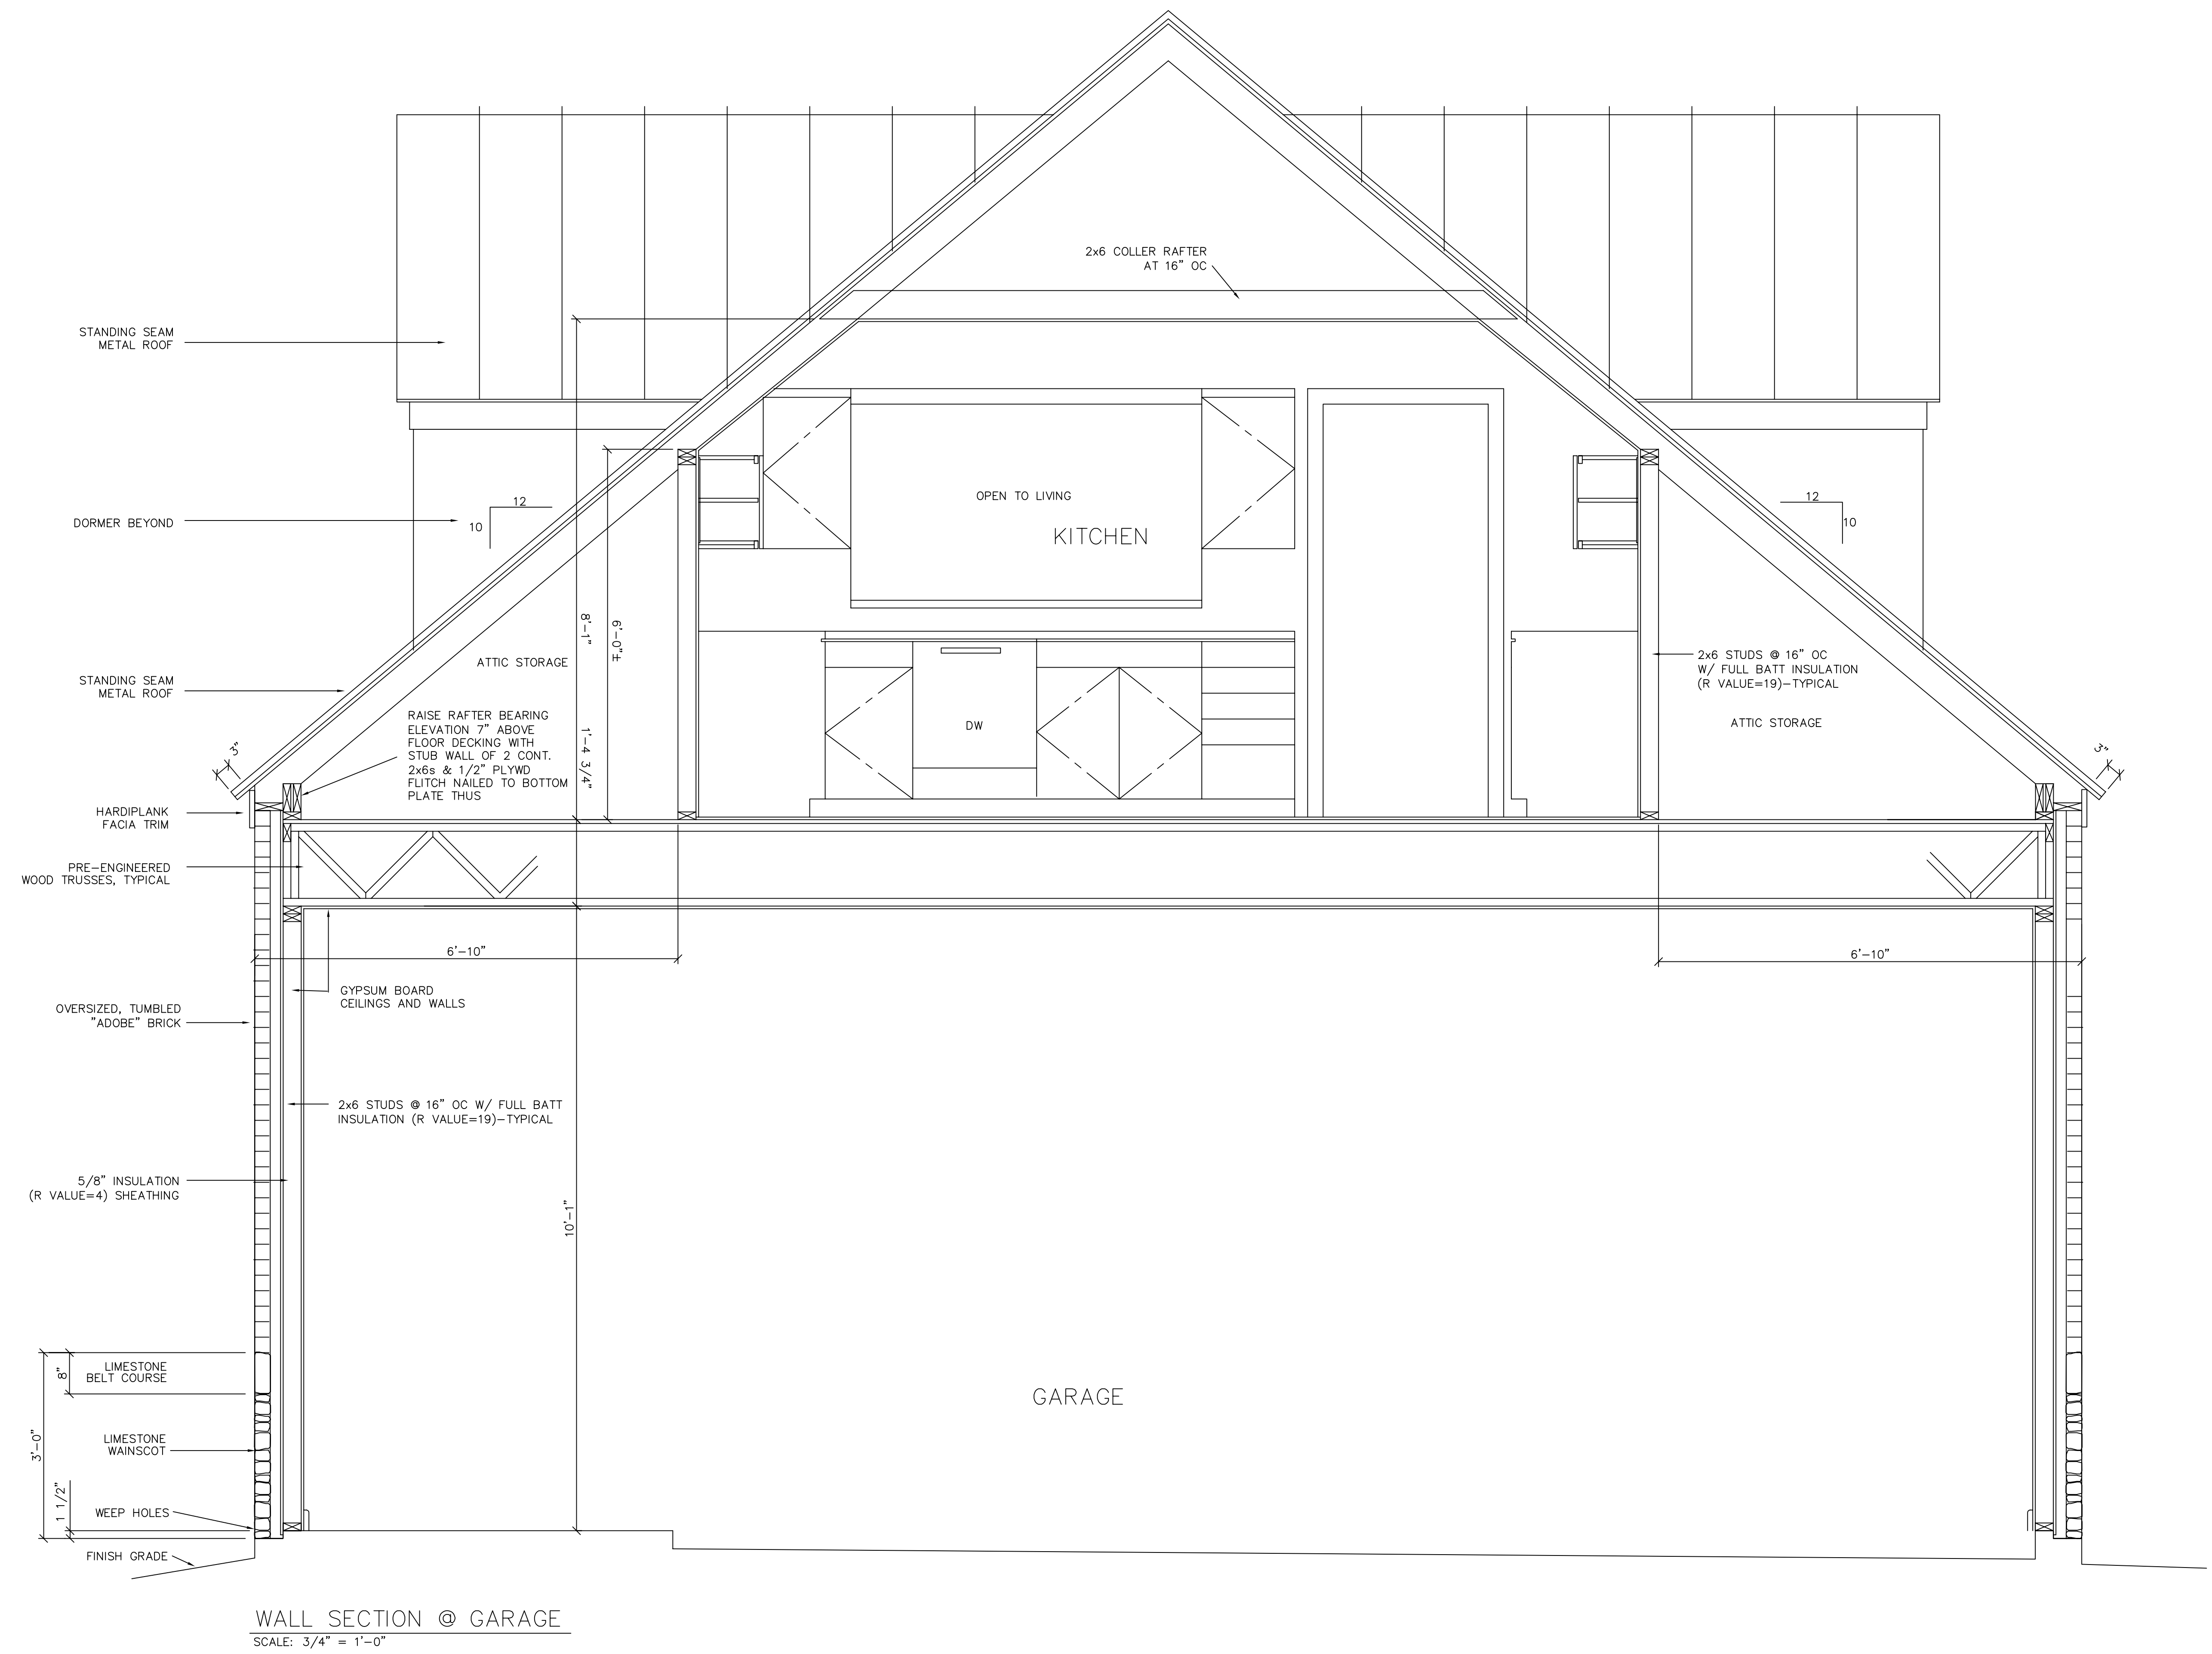 2x6 COLLER RAFTER
AT 16" OC
STANDING SEAM
METAL ROOF
OPEN TO LIVING
KITCHEN
12
10
12
10
DORMER BEYOND
8'-1"
6'-0"±
ATTIC STORAGE
2x6 STUDS @ 16" OC
W/ FULL BATT INSULATION
(R VALUE=19)-TYPICAL
STANDING SEAM
METAL ROOF
RAISE RAFTER BEARING
ELEVATION 7" ABOVE
FLOOR DECKING WITH
STUB WALL OF 2 CONT.
2x6s & 1/2" PLYWD
FLITCH NAILED TO BOTTOM
PLATE THUS
DW
ATTIC STORAGE
3"
3"
1'-4 3/4"
HARDIPLANK
FACIA TRIM
PRE-ENGINEERED
WOOD TRUSSES, TYPICAL
6'-10"
6'-10"
GYPSUM BOARD
CEILINGS AND WALLS
OVERSIZED, TUMBLED
"ADOBE" BRICK
2x6 STUDS @ 16" OC W/ FULL BATT
INSULATION (R VALUE=19)-TYPICAL
5/8" INSULATION
(R VALUE=4) SHEATHING
10'-1"
8"
LIMESTONE
BELT COURSE
GARAGE
3'-0"
LIMESTONE
WAINSCOT
1 1/2"
WEEP HOLES
FINISH GRADE
WALL SECTION @ GARAGE
SCALE: 3/4" = 1'-0"